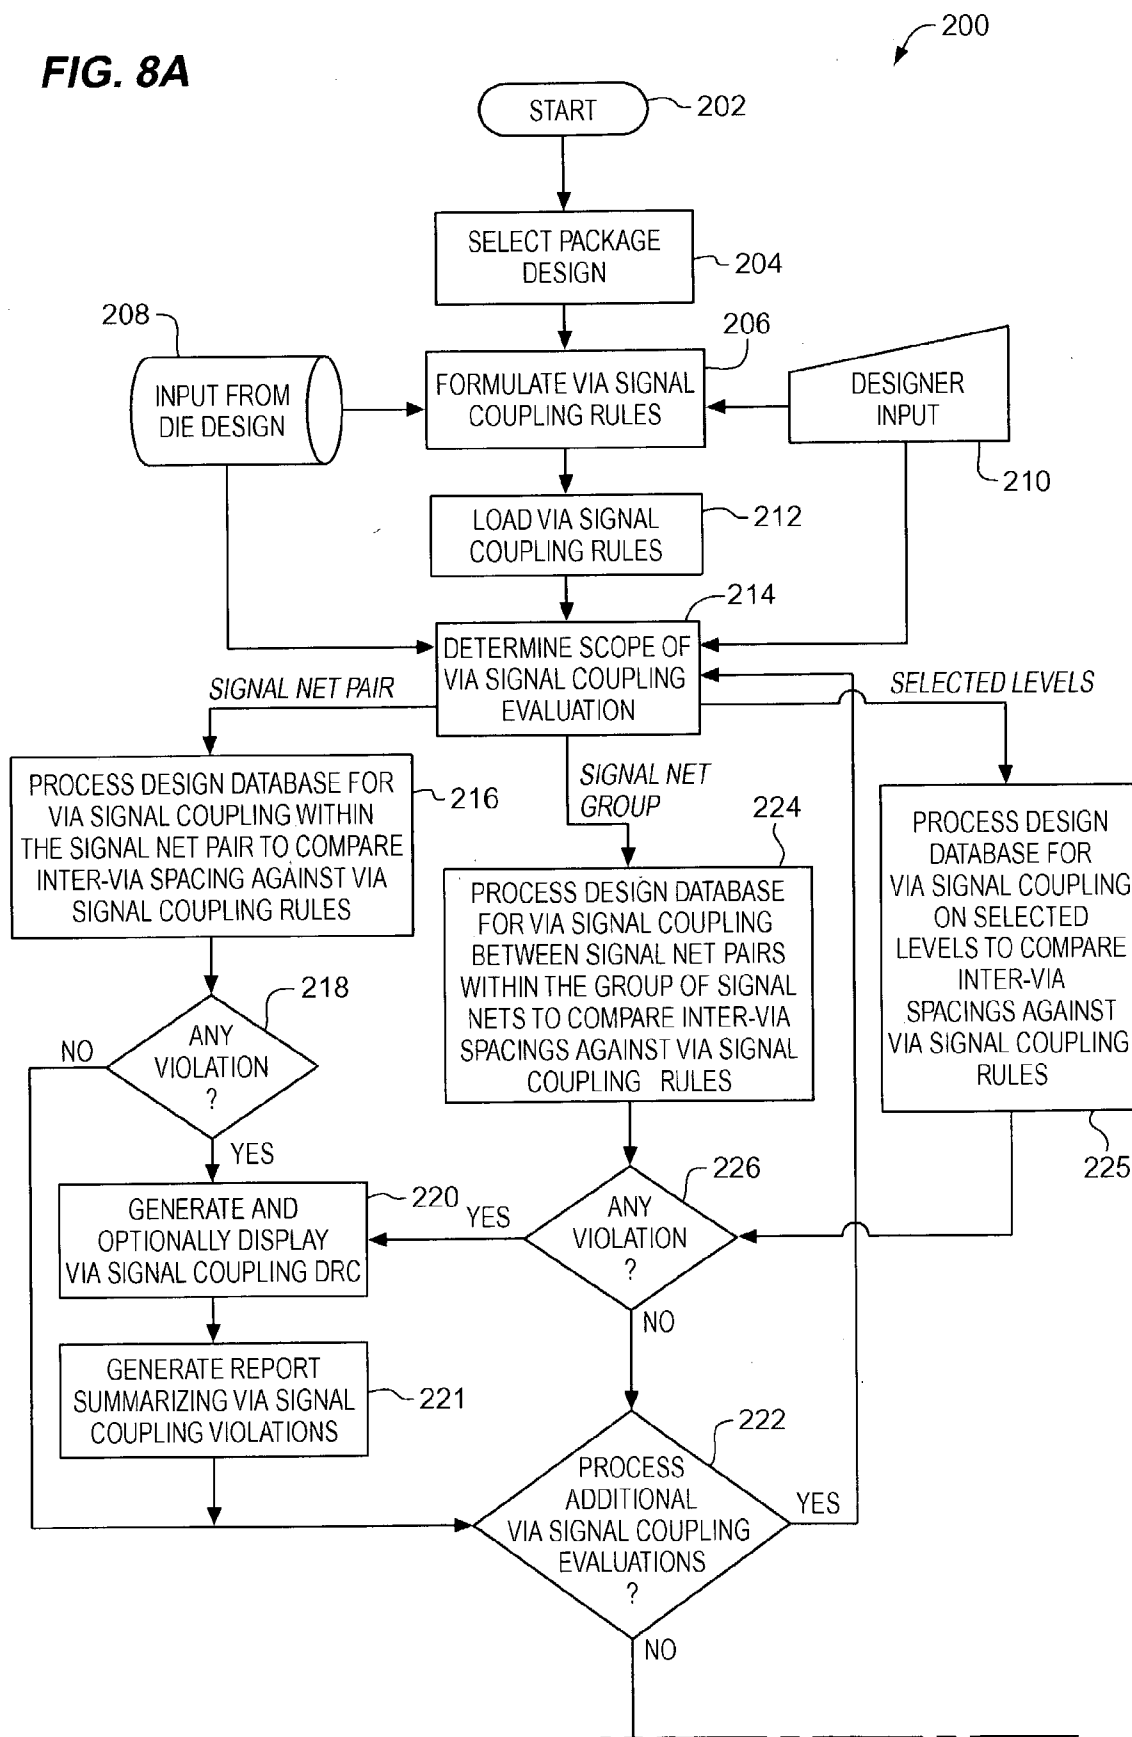 200
FIG. 8A
START
202
SELECT PACKAGE
DESIGN
204
208
206
INPUT FROM
DIE DESIGN
FORMULATE VIA SIGNAL
COUPLING RULES
DESIGNER
INPUT
210
LOAD VIA SIGNAL
COUPLING RULES
212
214
DETERMINE SCOPE OF
VIA SIGNAL COUPLING
EVALUATION
SIGNAL NET PAIR
SELECTED LEVELS
SIGNAL NET
GROUP
PROCESS DESIGN DATABASE FOR
VIA SIGNAL COUPLING WITHIN
THE SIGNAL NET PAIR TO COMPARE
INTER-VIA SPACING AGAINST VIA
SIGNAL COUPLING RULES
216
224
PROCESS DESIGN DATABASE
FOR VIA SIGNAL COUPLING
BETWEEN SIGNAL NET PAIRS
WITHIN THE GROUP OF SIGNAL
NETS TO COMPARE INTER-VIA
SPACINGS AGAINST VIA SIGNAL
COUPLING RULES
PROCESS DESIGN
DATABASE FOR
VIA SIGNAL COUPLING
ON SELECTED
LEVELS TO COMPARE
INTER-VIA
SPACINGS AGAINST
VIA SIGNAL COUPLING
RULES
225
218
NO
ANY
VIOLATION
?
YES
226
ANY
VIOLATION
?
YES
NO
220
GENERATE AND
OPTIONALLY DISPLAY
VIA SIGNAL COUPLING DRC
GENERATE REPORT
SUMMARIZING VIA SIGNAL
COUPLING VIOLATIONS
221
222
PROCESS
ADDITIONAL
VIA SIGNAL COUPLING
EVALUATIONS
?
YES
NO